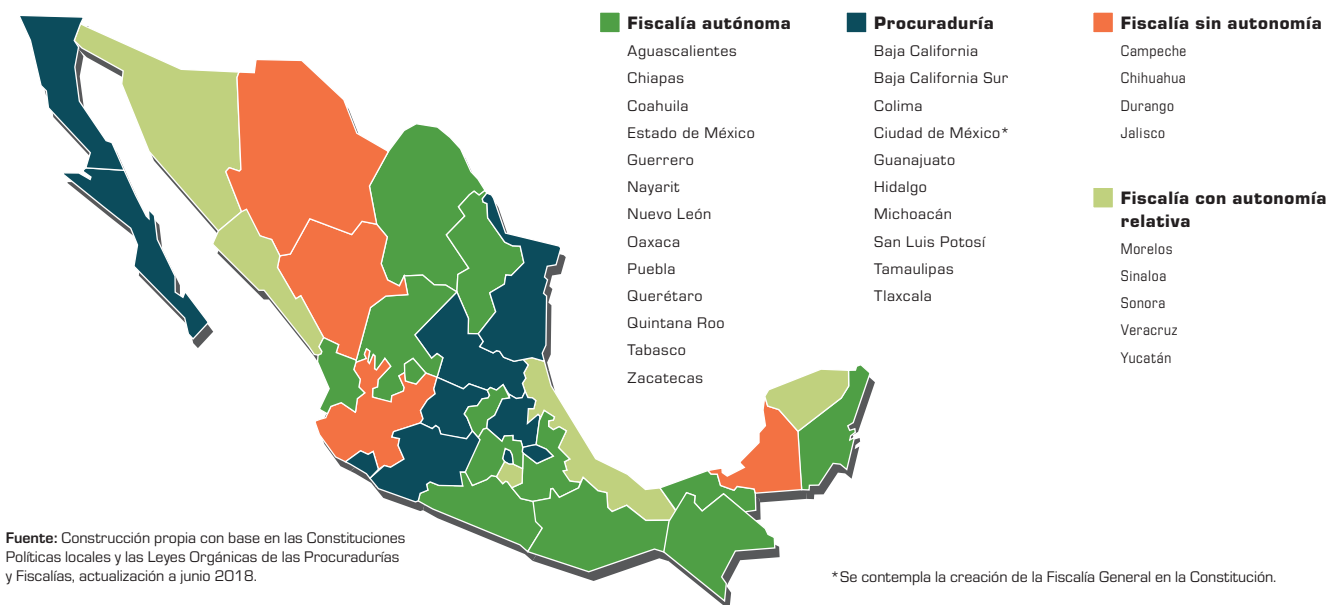 Fiscalía autónoma
Aguascalientes
Chiapas
Coahuila
Estado de México
Guerrero
Nayarit
Nuevo León
Oaxaca
Puebla
Querétaro
Quintana Roo
Tabasco
Zacatecas
Procuraduría
Baja California
Baja California Sur
Colima
Ciudad de México*
Guanajuato
Hidalgo
Michoacán
San Luis Potosí
Tamaulipas
Tlaxcala
Fiscalía sin autonomía
Campeche
Chihuahua
Durango
Jalisco
Fiscalía con autonomía
relativa
Morelos
Sinaloa
Sonora
Veracruz
Yucatán
Fuente: Construcción propia con base en las Constituciones
Políticas locales y las Leyes Orgánicas de las Procuradurías
y Fiscalías, actualización a junio 2018.
*Se contempla la creación de la Fiscalía General en la Constitución.